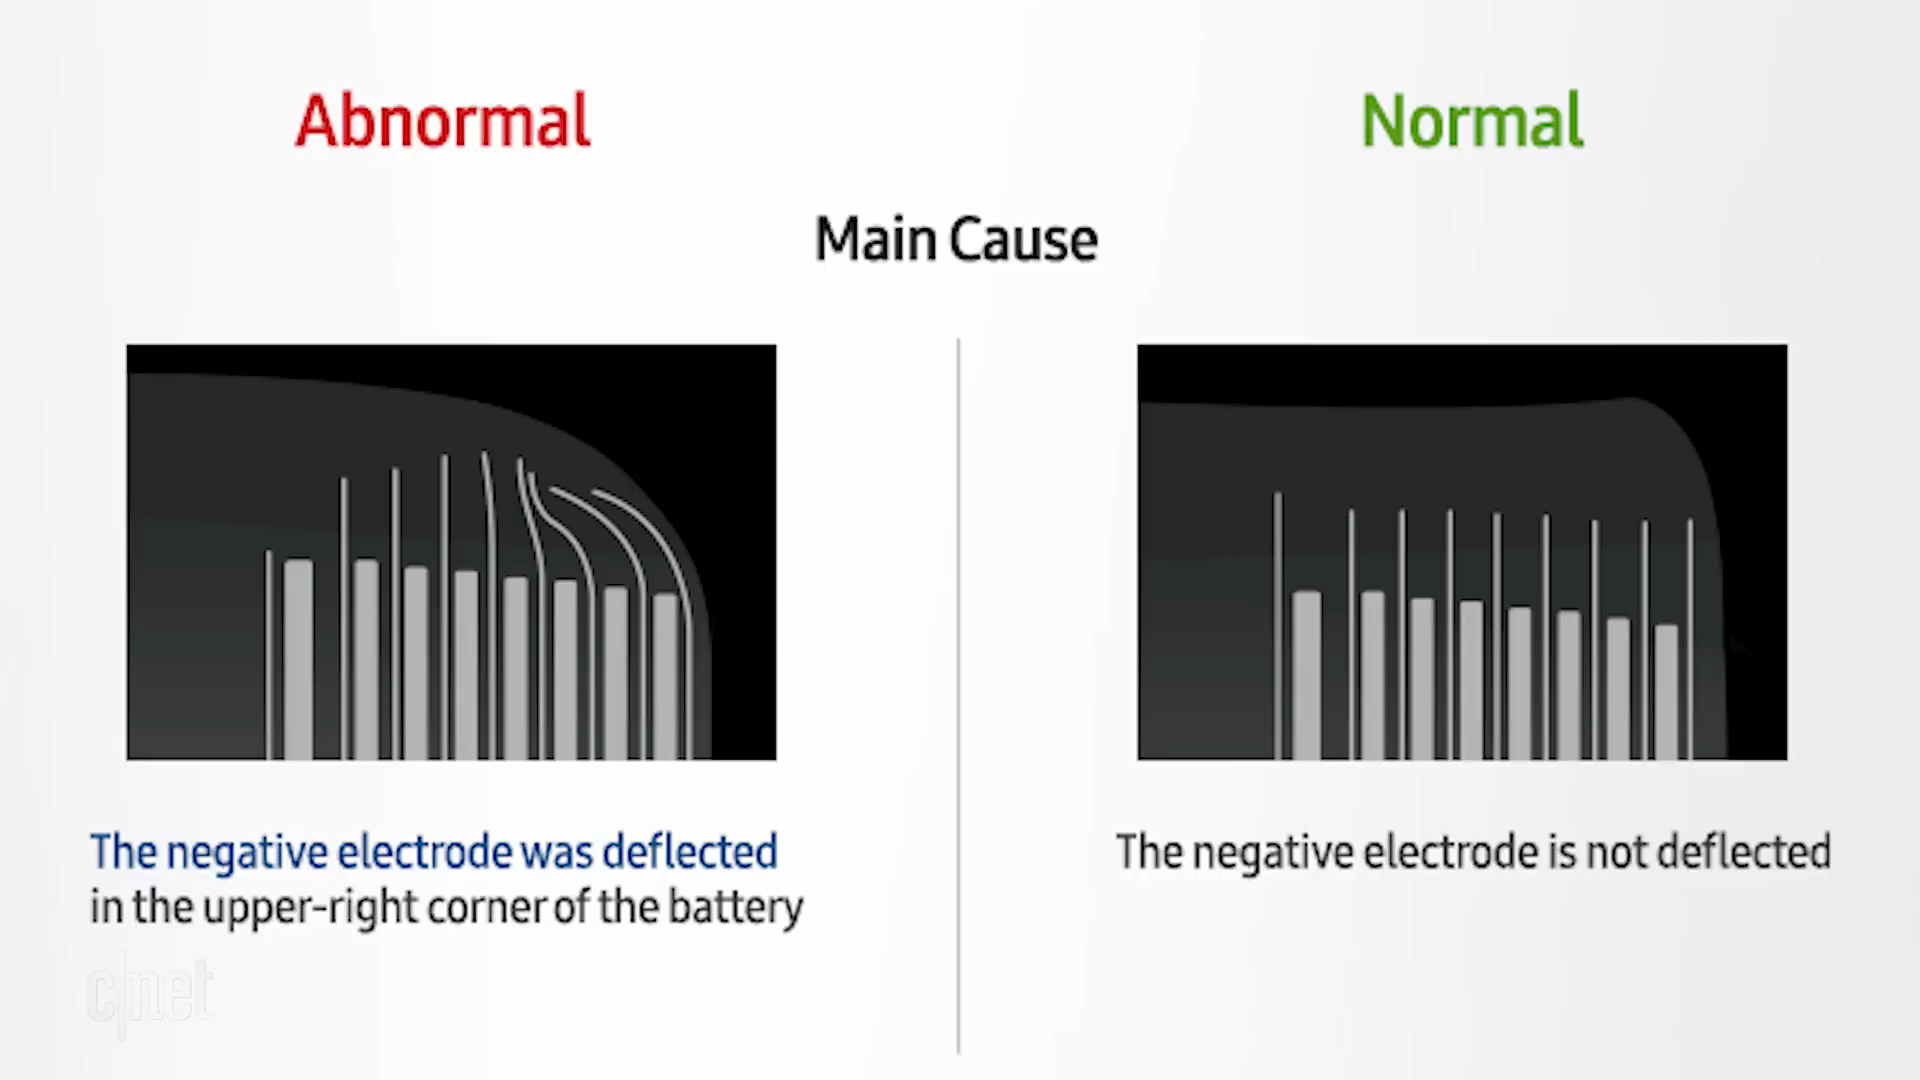 Abnormal
Normal
Main Cause
The negative electrode was deflected
in the upper-right corner of the battery
The negative electrode is not deflected
c|net